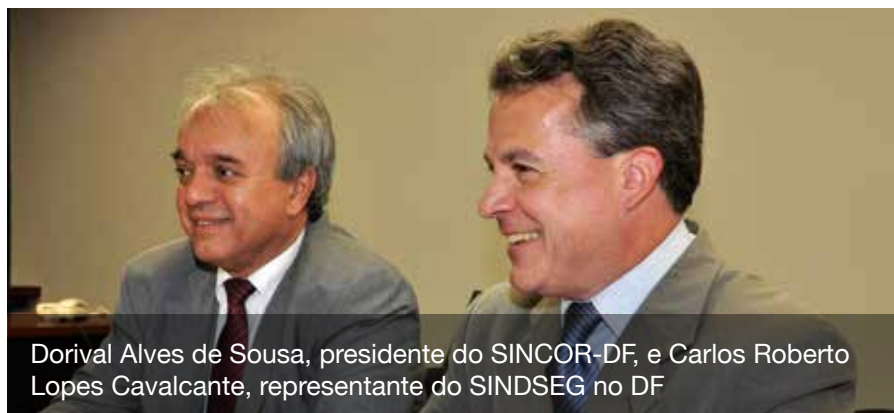 Dorival Alves de Sousa, presidente do SINCOR-DF, e Carlos Roberto
Lopes Cavalcante, representante do SINDSEG no DF